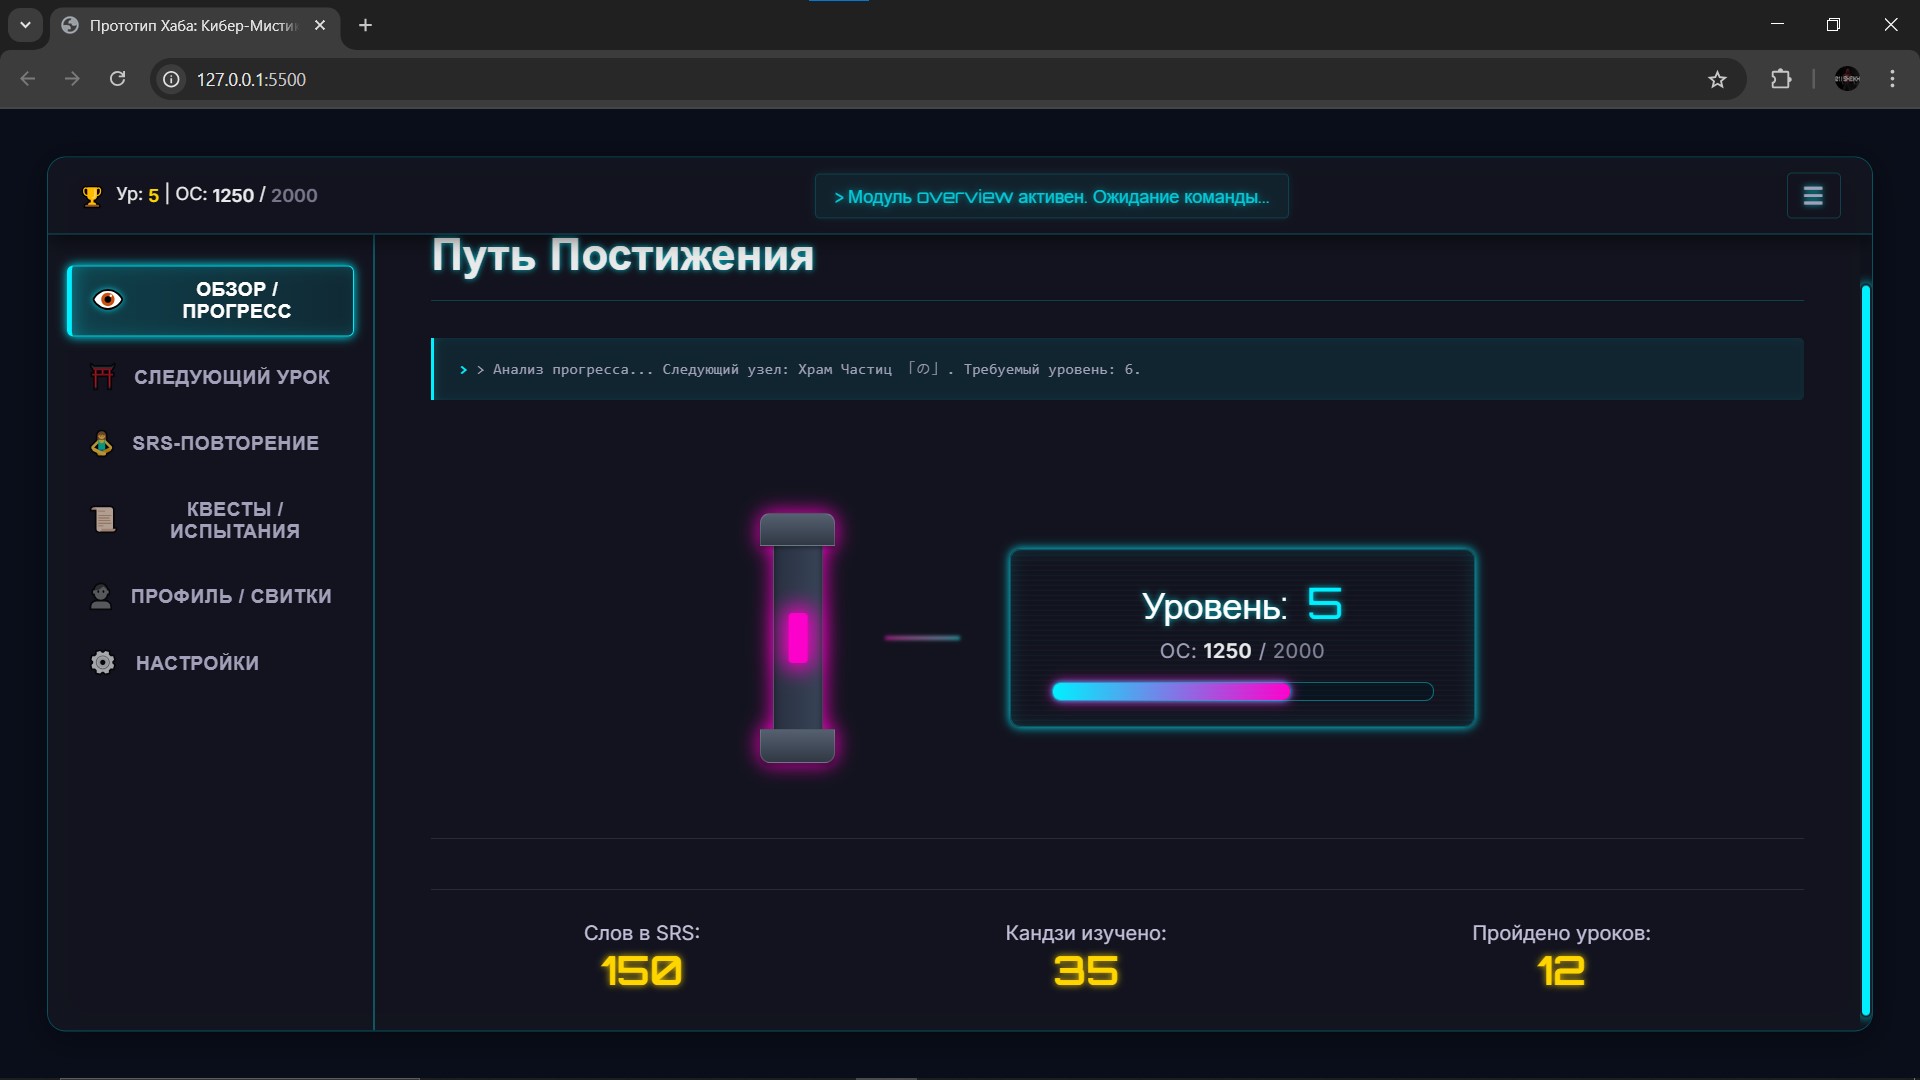 Прототип Хаба: Кибер-Мисти
127.0.0.1:5500
Ур: 5 | ОС: 1250 / 2000
> Модуль overview активен. Ожидание команды...
ОБЗОР /
ПРОГРЕСС
СЛЕДУЮЩИЙ УРОК
SRS-ПОВТОРЕНИЕ
КВЕСТЫ /
ИСПЫТАНИЯ
ПРОФИЛЬ / СВИТКИ
НАСТРОЙКИ
Путь Постижения
> > Анализ прогресса... Следующий узел: Храм Частиц 「の」. Требуемый уровень: 6.
Уровень: 5
ОС: 1250 / 2000
Слов в SRS:
150
Кандзи изучено:
35
Пройдено уроков:
12